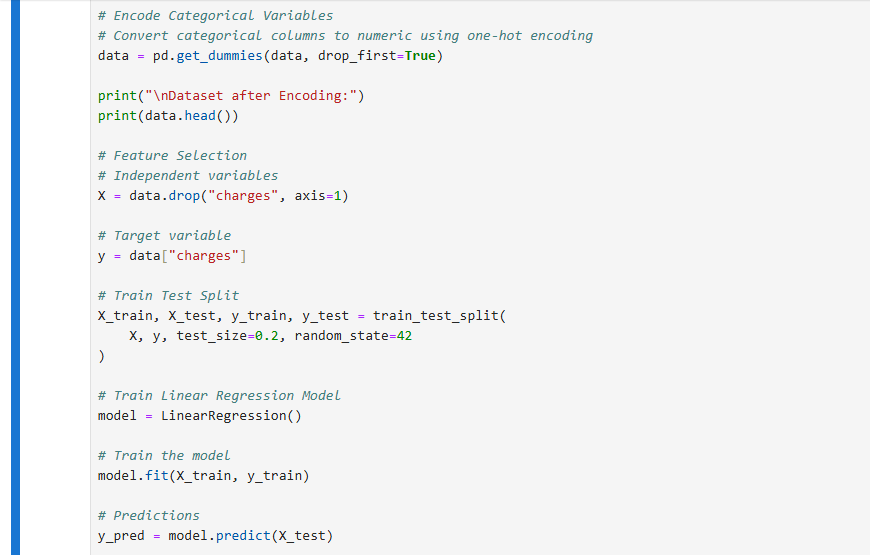 # Encode Categorical Variables
# Convert categorical columns to numeric using one-hot encoding
data = pd.get_dummies(data, drop_first=True)
print("\nDataset after Encoding:")
print(data.head())
# Feature Selection
# Independent variables
X = data.drop("charges", axis=1)
# Target variable
y = data["charges"]
# Train Test Split
X_train, X_test, y_train, y_test = train_test_split(
    X, y, test_size=0.2, random_state=42
)
# Train Linear Regression Model
model = LinearRegression()
# Train the model
model.fit(X_train, y_train)
# Predictions
y_pred = model.predict(X_test)